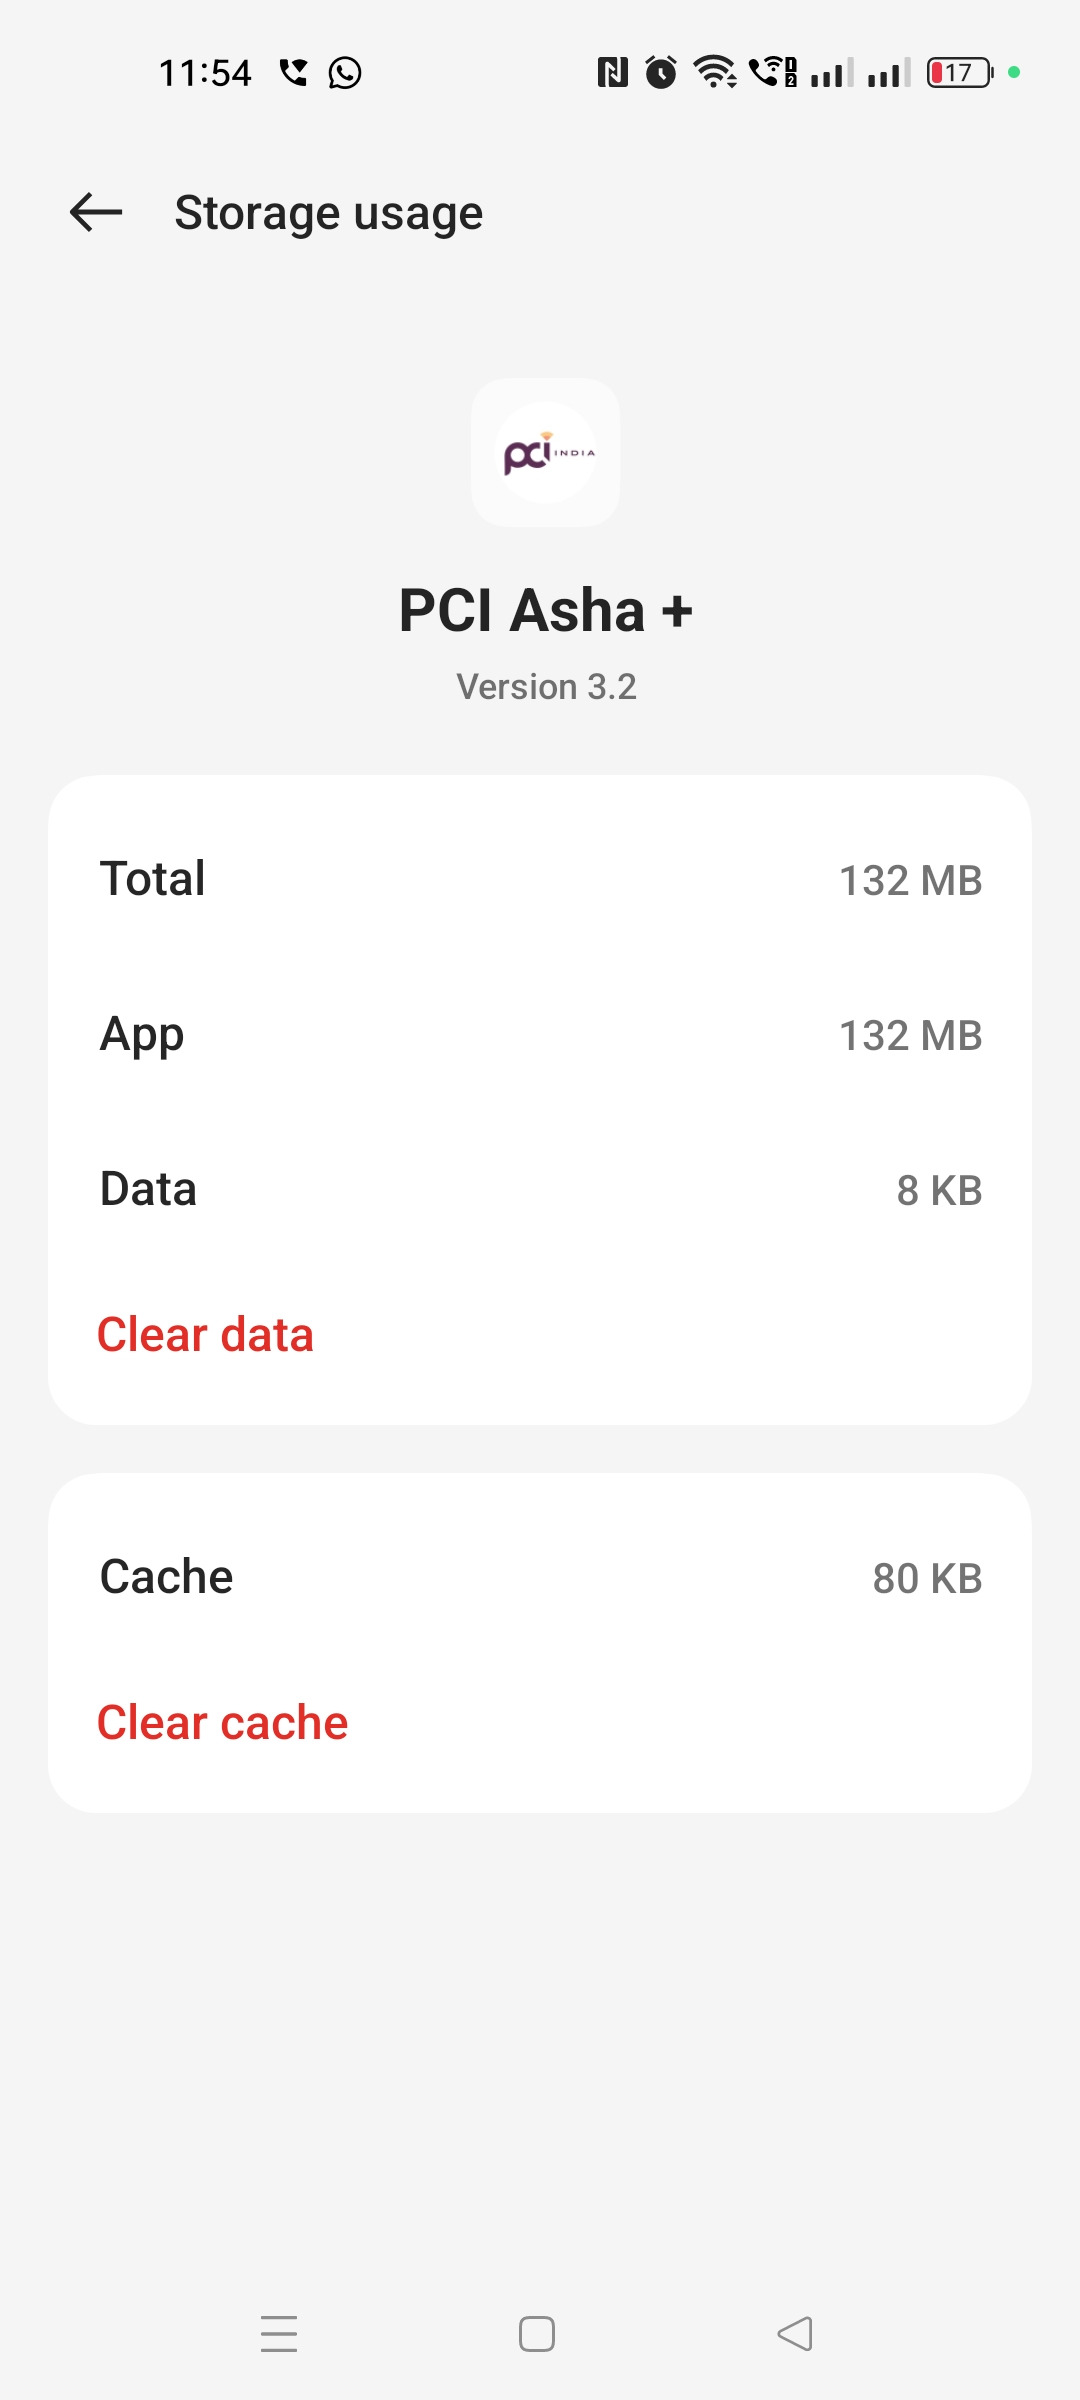 11:54 17
Storage usage
pci INDIA
PCI Asha +
Version 3.2
Total 132 MB
App 132 MB
Data 8 KB
Clear data
Cache 80 KB
Clear cache